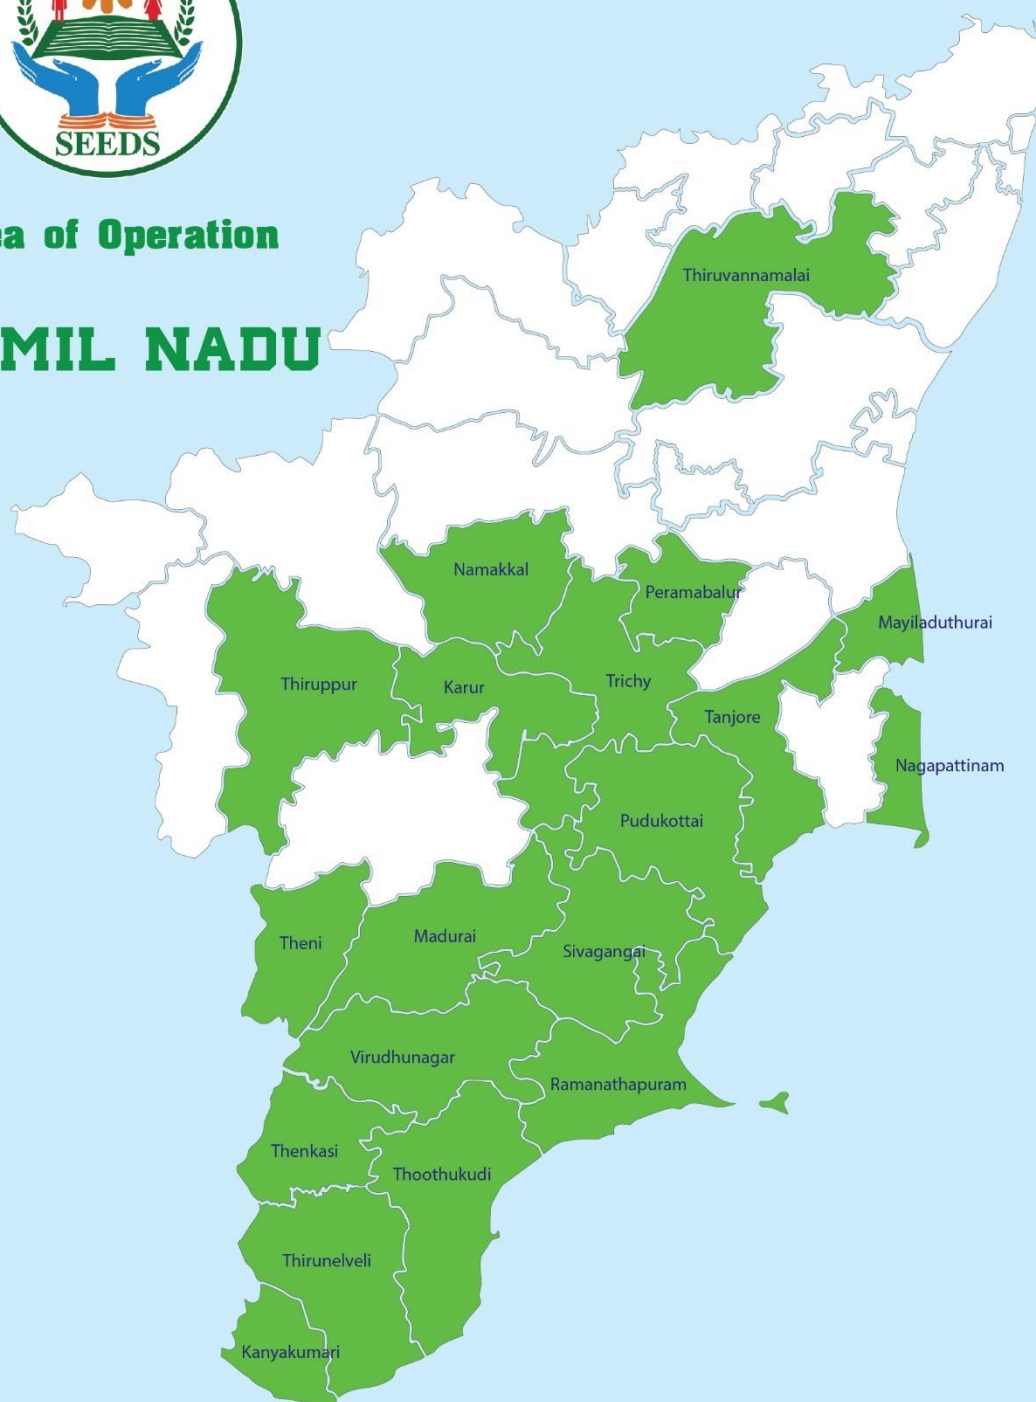 SEEDS
ea of Operation
MIL NADU
Thiruvannamalai
Namakkal
Peramabalur
Mayiladuthurai
Thiruppur
Karur
Trichy
Tanjore
Nagapattinam
Pudukottai
Theni
Madurai
Sivagangai
Virudhunagar
Ramanathapuram
Thenkasi
Thoothukudi
Thirunelveli
Kanyakumari